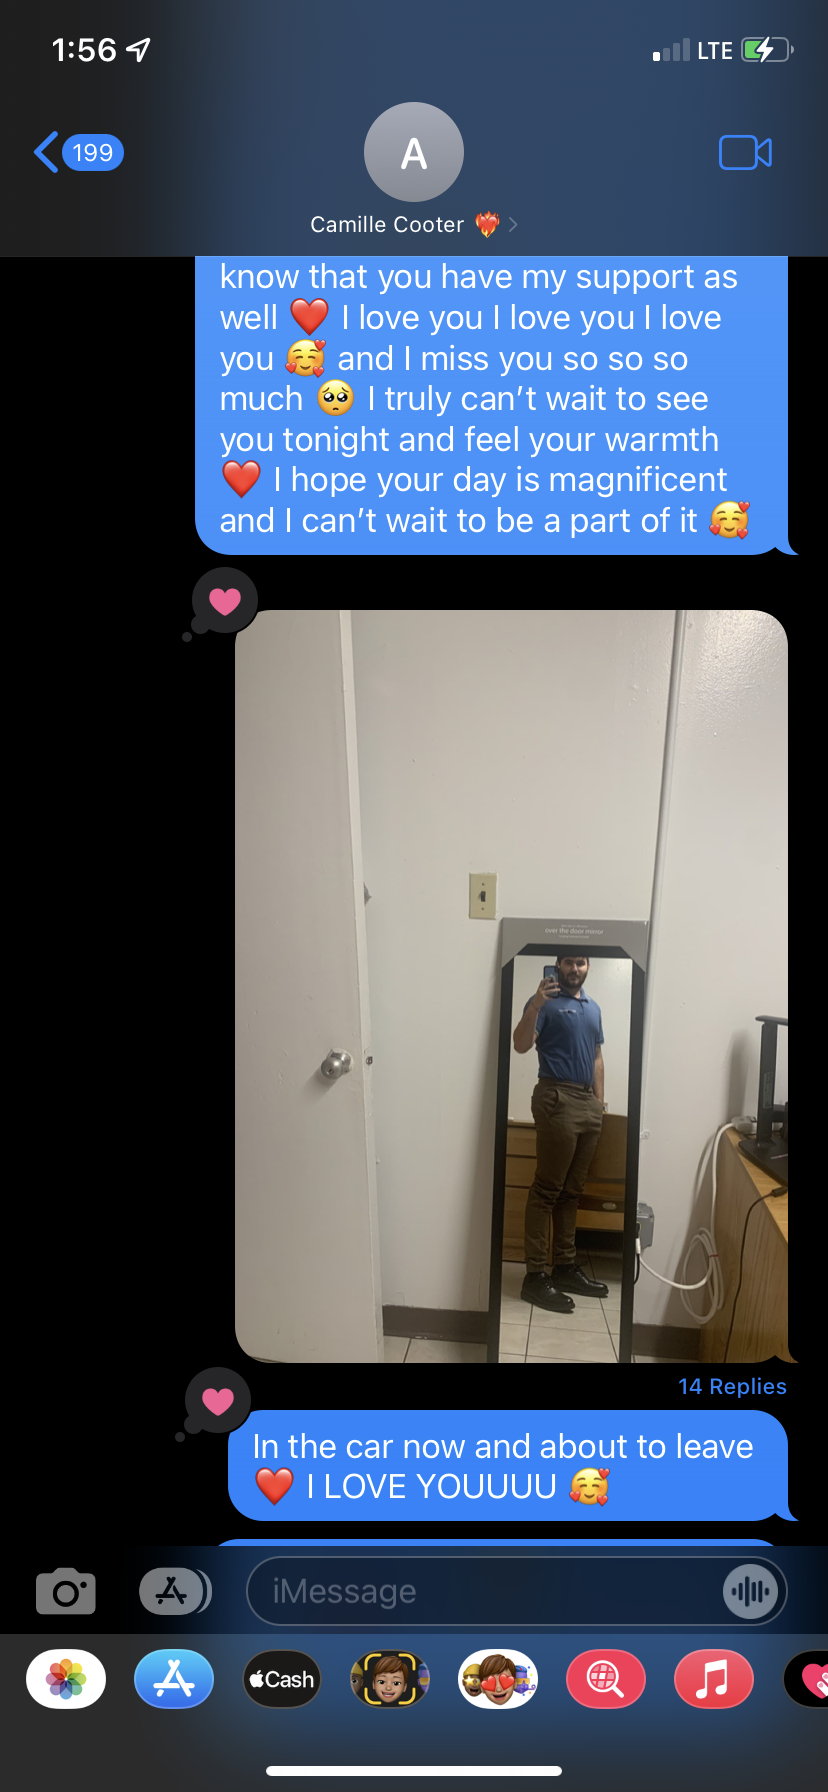 1:56
LTE
199
A
Camille Cooter ❤️‍🔥
know that you have my support as
well ❤️ I love you I love you I love
you 🥰 and I miss you so so so
much 🥺 I truly can’t wait to see
you tonight and feel your warmth
❤️ I hope your day is magnificent
and I can’t wait to be a part of it 🥰
over the door mirror
14 Replies
In the car now and about to leave
❤️ I LOVE YOUUUU 🥰
iMessage
Cash